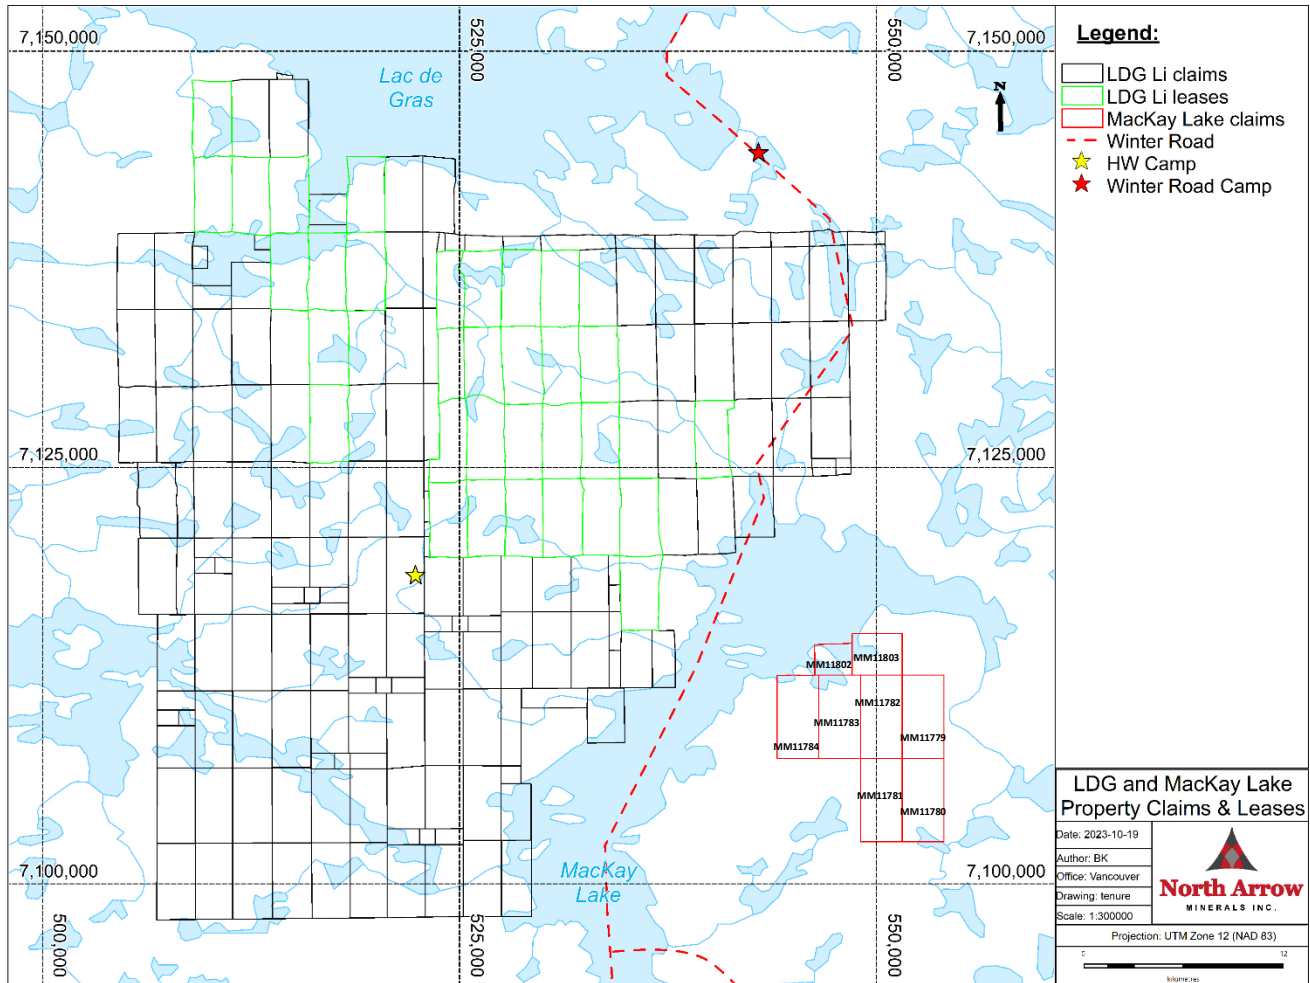 7,150,000
525,000
550,000
7,150,000
Lac de
Gras
7,125,000
7,125,000
MM11802
MM11803
MM11782
MM11783
MM11784
MM11779
MM11781
MM11780
MacKay
Lake
7,100,000
7,100,000
500,000
525,000
550,000
N
Legend:
LDG Li claims
LDG Li leases
MacKay Lake claims
Winter Road
HW Camp
Winter Road Camp
LDG and MacKay Lake
Property Claims & Leases
Date: 2023-10-19
Author: BK
Office: Vancouver
Drawing: tenure
Scale: 1:300000
North Arrow
MINERALS INC.
Projection: UTM Zone 12 (NAD 83)
0 12
kilometres